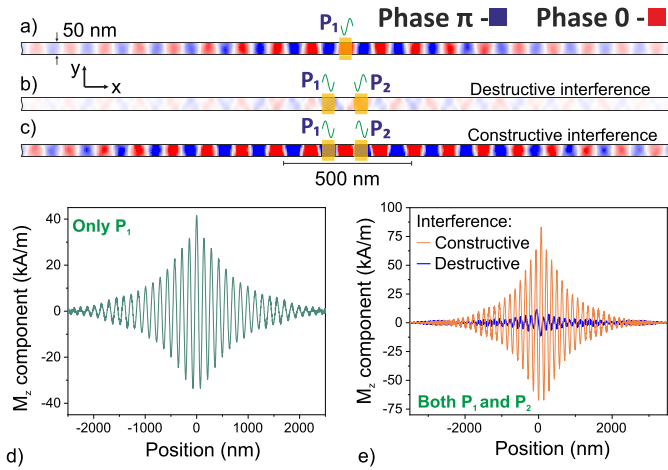 Phase π - Phase 0 -
a) 50 nm P₁
y
x
b) P₁ P₂ Destructive interference
c) P₁ P₂ Constructive interference
500 nm
Only P₁
M_z component (kA/m)
40
20
0
-20
-40
-2000 -1000 0 1000 2000
Position (nm)
d)
Interference:
Constructive
Destructive
M_z component (kA/m)
100
75
50
25
0
-25
-50
-75
Both P₁ and P₂
-2000 0 2000
Position (nm)
e)